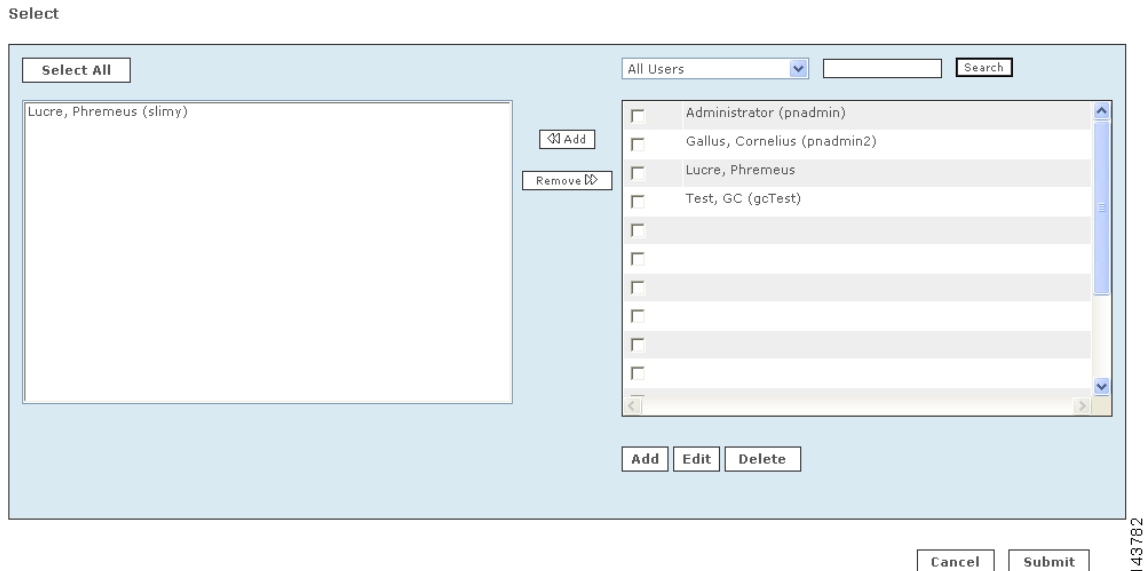 Select
Select All
All Users
Search
Lucre, Phremeus (slimy)
Add
Remove
Administrator (pnadmin)
Gallus, Cornelius (pnadmin2)
Lucre, Phremeus
Test, GC (gcTest)
Add Edit Delete
Cancel Submit
143782